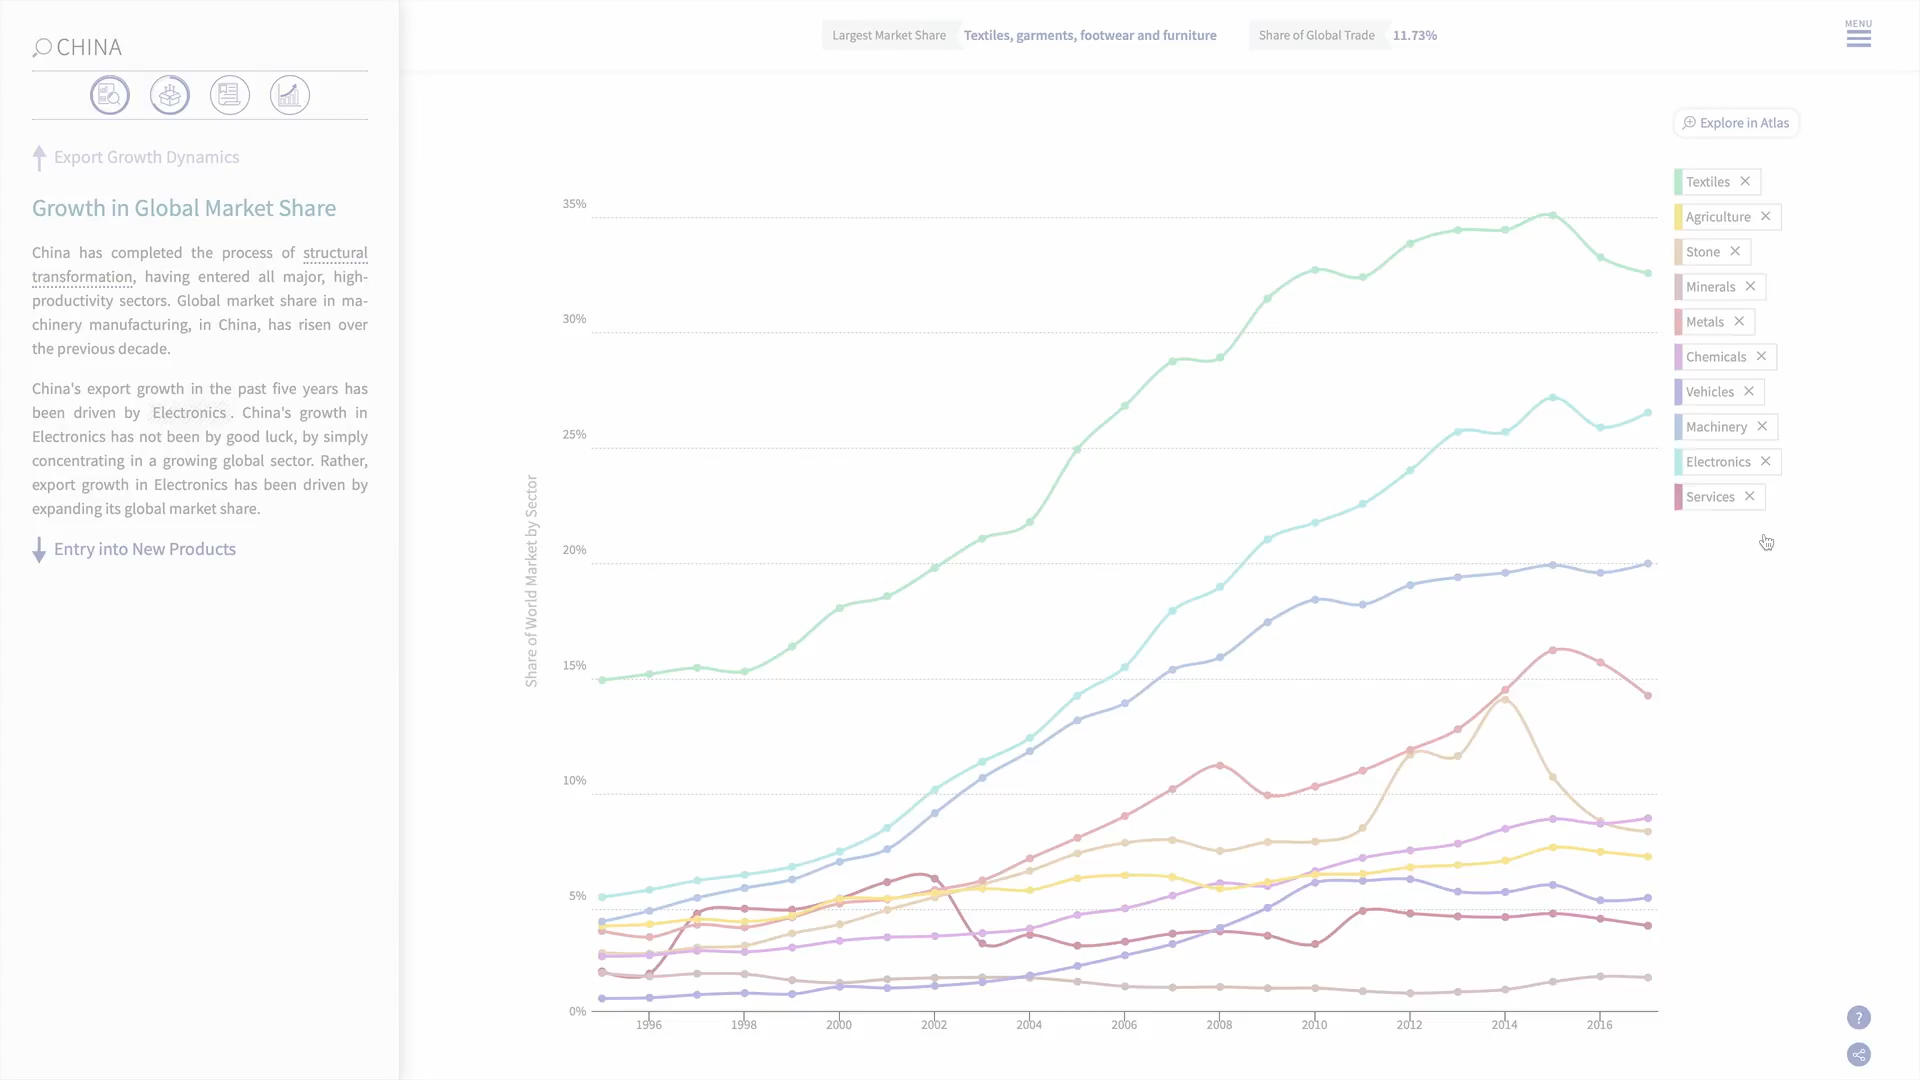 CHINA
Export Growth Dynamics
Growth in Global Market Share
China has completed the process of structural
transformation, having entered all major, high-
productivity sectors. Global market share in ma-
chinery manufacturing, in China, has risen over
the previous decade.
China's export growth in the past five years has
been driven by Electronics . China's growth in
Electronics has not been by good luck, by simply
concentrating in a growing global sector. Rather,
export growth in Electronics has been driven by
expanding its global market share.
Entry into New Products
Largest Market Share Textiles, garments, footwear and furniture Share of Global Trade 11.73%
MENU
Explore in Atlas
Textiles ×
Agriculture ×
Stone ×
Minerals ×
Metals ×
Chemicals ×
Vehicles ×
Machinery ×
Electronics ×
Services ×
Share of World Market by Sector
35%
30%
25%
20%
15%
10%
5%
0%
1996 1998 2000 2002 2004 2006 2008 2010 2012 2014 2016
?